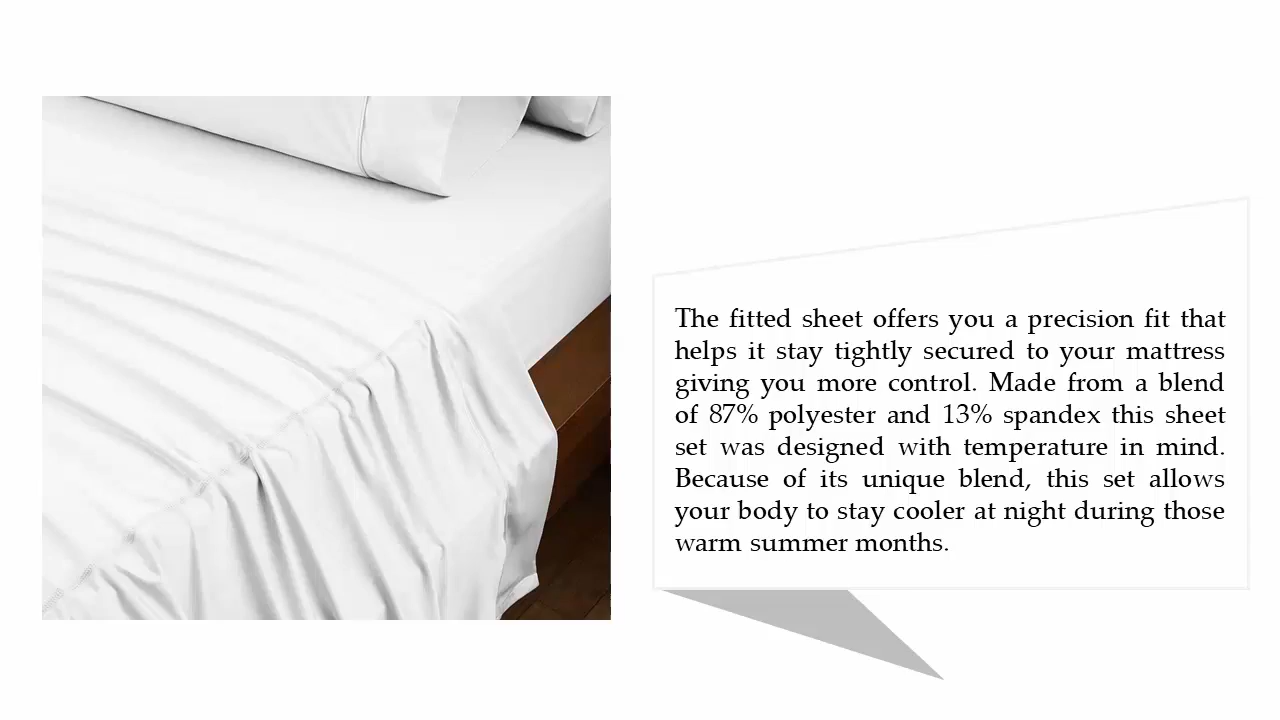 The fitted sheet offers you a precision fit that
helps it stay tightly secured to your mattress
giving you more control. Made from a blend
of 87% polyester and 13% spandex this sheet
set was designed with temperature in mind.
Because of its unique blend, this set allows
your body to stay cooler at night during those
warm summer months.